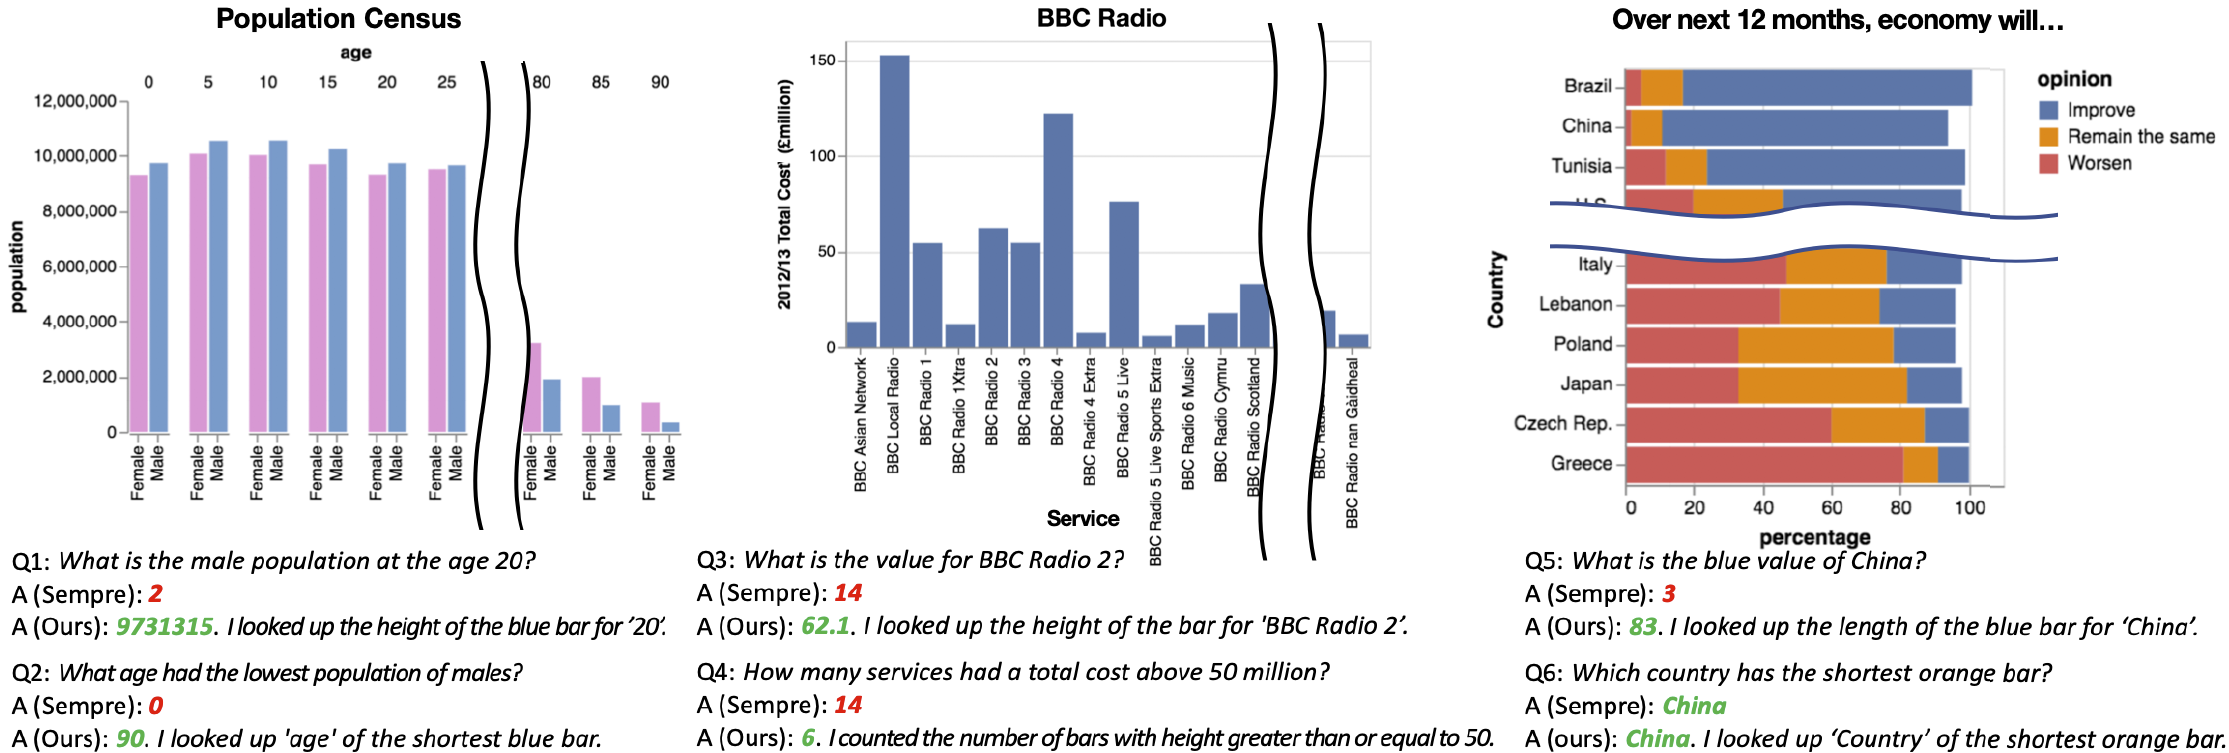 Population Census
age
0 5 10 15 20 25 80 85 90
12,000,000
10,000,000
8,000,000
6,000,000
4,000,000
2,000,000
0
population
Female Male Female Male Female Male Female Male Female Male Female Male Female Male Female Male Female Male
Q1: What is the male population at the age 20?
A (Sempre): 2
A (Ours): 9731315. I looked up the height of the blue bar for ‘20’.
Q2: What age had the lowest population of males?
A (Sempre): 0
A (Ours): 90. I looked up 'age' of the shortest blue bar.
BBC Radio
150
100
50
0
2012/13 Total Cost' (£million)
BBC Asian Network
BBC Local Radio
BBC Radio 1
BBC Radio 1Xtra
BBC Radio 2
BBC Radio 3
BBC Radio 4
BBC Radio 4 Extra
BBC Radio 5 Live
BBC Radio 5 Live Sports Extra
BBC Radio 6 Music
BBC Radio Cymru
BBC Radio Scotland
BBC Radio
BBC Radio nan Gàidheal
Service
Q3: What is the value for BBC Radio 2?
A (Sempre): 14
A (Ours): 62.1. I looked up the height of the bar for 'BBC Radio 2’.
Q4: How many services had a total cost above 50 million?
A (Sempre): 14
A (Ours): 6. I counted the number of bars with height greater than or equal to 50.
Over next 12 months, economy will...
Brazil
China
Tunisia
U.S.
Italy
Lebanon
Poland
Japan
Czech Rep.
Greece
Country
0 20 40 60 80 100
percentage
opinion
Improve
Remain the same
Worsen
Q5: What is the blue value of China?
A (Sempre): 3
A (Ours): 83. I looked up the length of the blue bar for ‘China’.
Q6: Which country has the shortest orange bar?
A (Sempre): China
A (ours): China. I looked up ‘Country’ of the shortest orange bar.